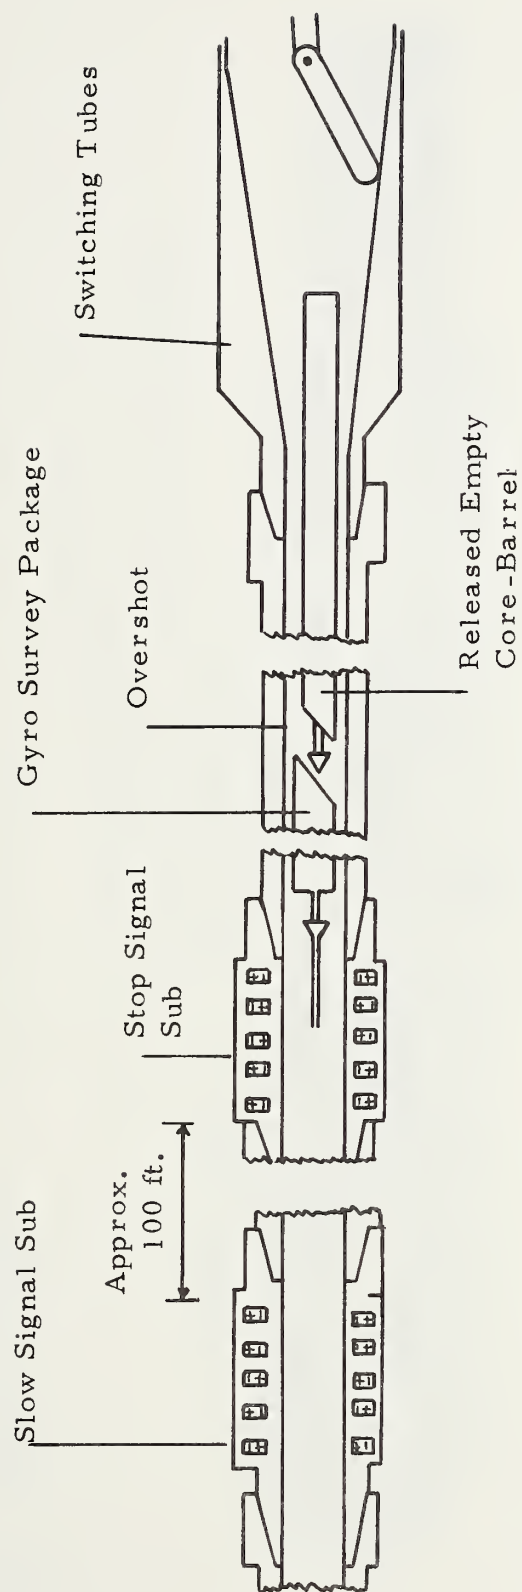 Slow Signal Sub
Approx.
100 ft.
Stop Signal
Sub
Gyro Survey Package
Overshot
Switching Tubes
Released Empty
Core-Barrel